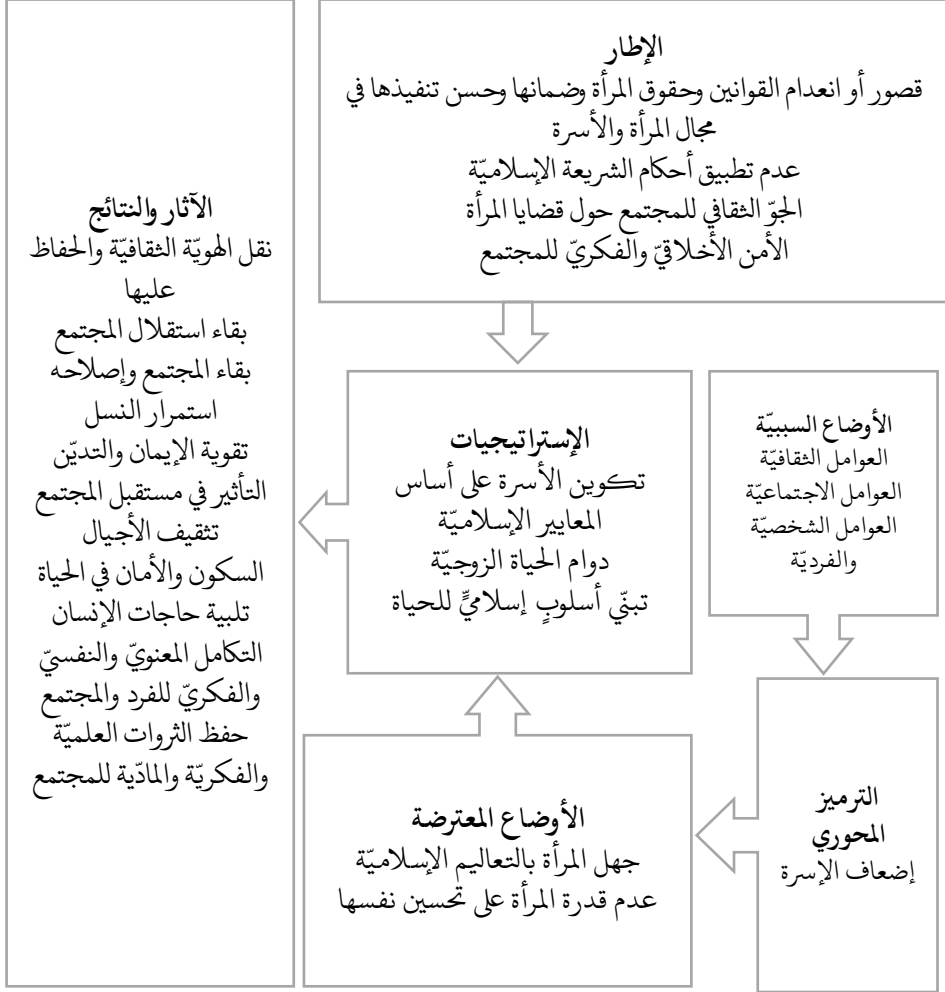 الإطار
قصور أو انعدام القوانين وحقوق المرأة وضمانها وحسن تنفيذها في
مجال المرأة والأسرة
عدم تطبيق أحكام الشريعة الإسلاميّة
الجوّ الثقافي للمجتمع حول قضايا المرأة
الأمن الأخلاقيّ والفكريّ للمجتمع
الأوضاع السببيّة
العوامل الثقافيّة
العوامل الاجتماعيّة
العوامل الشخصيّة
والفرديّة
الترميز
المحوري
إضعاف الإسرة
الأوضاع المعترضة
جهل المرأة بالتعاليم الإسلاميّة
عدم قدرة المرأة على تحسين نفسها
الإستراتيجيات
تكوين الأسرة على أساس
المعايير الإسلاميّة
دوام الحياة الزوجيّة
تبنّي أسلوبٍ إسلاميٍّ للحياة
الآثار والنتائج
نقل الهويّة الثقافيّة والحفاظ
عليها
بقاء استقلال المجتمع
بقاء المجتمع وإصلاحه
استمرار النسل
تقوية الإيمان والتديّن
التأثير في مستقبل المجتمع
تثقيف الأجيال
السكون والأمان في الحياة
تلبية حاجات الإنسان
التكامل المعنويّ والنفسيّ
والفكريّ للفرد والمجتمع
حفظ الثروات العلميّة
والفكريّة والمادّية للمجتمع